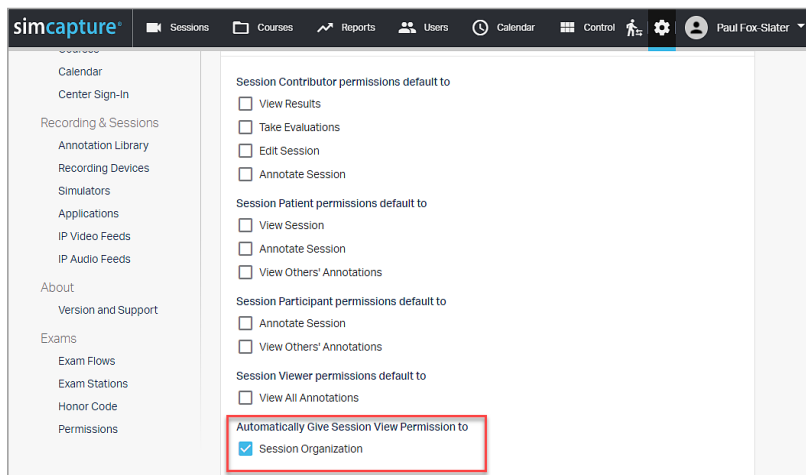 simcapture®
Sessions
Courses
Reports
Users
Calendar
Control
Paul Fox-Slater
Calendar
Center Sign-In
Recording & Sessions
Annotation Library
Recording Devices
Simulators
Applications
IP Video Feeds
IP Audio Feeds
About
Version and Support
Exams
Exam Flows
Exam Stations
Honor Code
Permissions
Session Contributor permissions default to
View Results
Take Evaluations
Edit Session
Annotate Session
Session Patient permissions default to
View Session
Annotate Session
View Others' Annotations
Session Participant permissions default to
Annotate Session
View Others' Annotations
Session Viewer permissions default to
View All Annotations
Automatically Give Session View Permission to
Session Organization